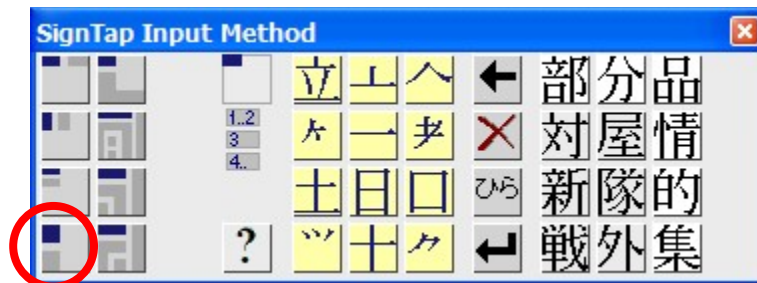 SignTap Input Method
立 亠 𠆢 部 分 品
1..2
3
4..
𠂉 一 耂 対 屋 情
土 日 口 ひら 新 隊 的
? ⺍ 十 𠂊 戦 外 集